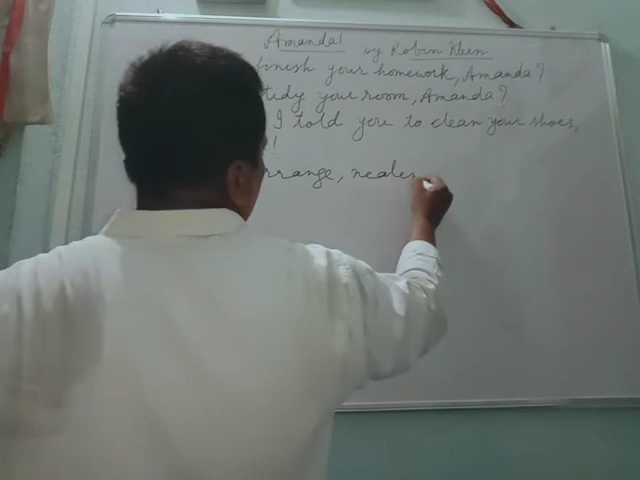 Amanda! by Robin Klein
finish your homework, Amanda?
tidy your room, Amanda?
I told you to clean your shoes,
!
rrange,